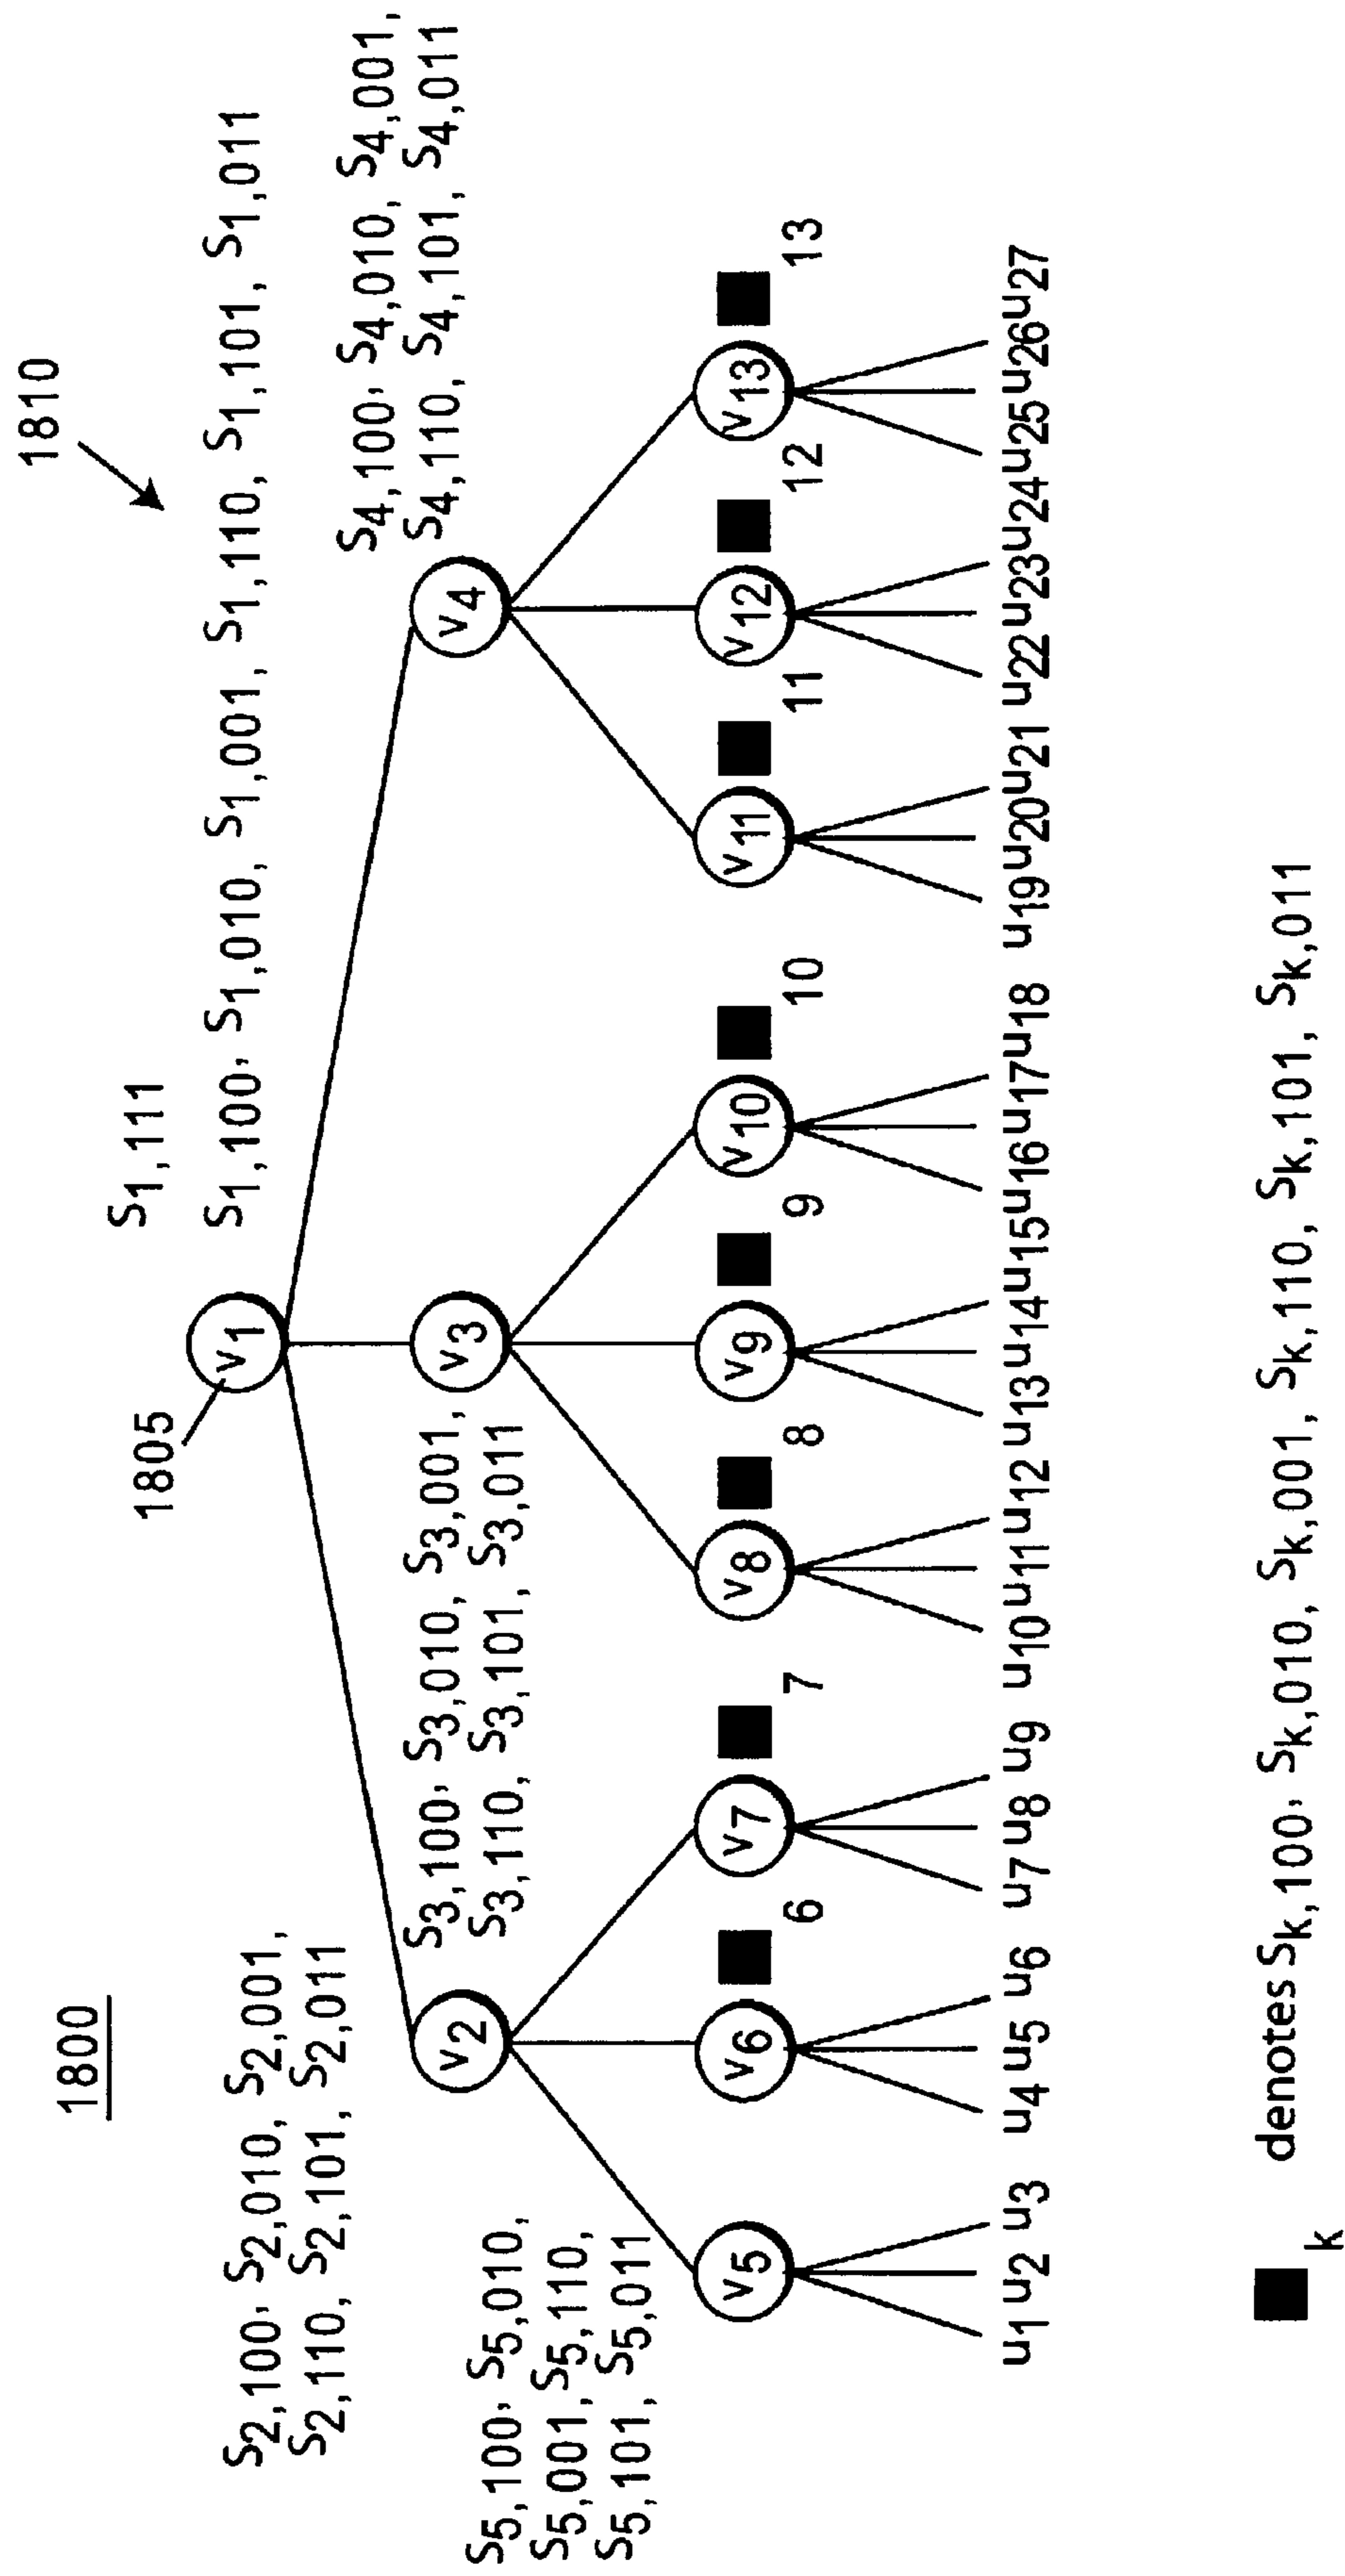 1800
1810
1805
S1,111
S1,100, S1,010, S1,001, S1,110, S1,101, S1,011
v1
S2,100, S2,010, S2,001,
S2,110, S2,101, S2,011
S3,100, S3,010, S3,001,
S3,110, S3,101, S3,011
S4,100, S4,010, S4,001,
S4,110, S4,101, S4,011
v2 v3 v4
S5,100, S5,010,
S5,001, S5,110,
S5,101, S5,011
v5 v6 v7 v8 v9 v10 v11 v12 v13
6 7 8 9 10 11 12 13
u1 u2 u3 u4 u5 u6 u7 u8 u9 u10 u11 u12 u13 u14 u15 u16 u17 u18 u19 u20 u21 u22 u23 u24 u25 u26 u27
k denotes Sk,100, Sk,010, Sk,001, Sk,110, Sk,101, Sk,011